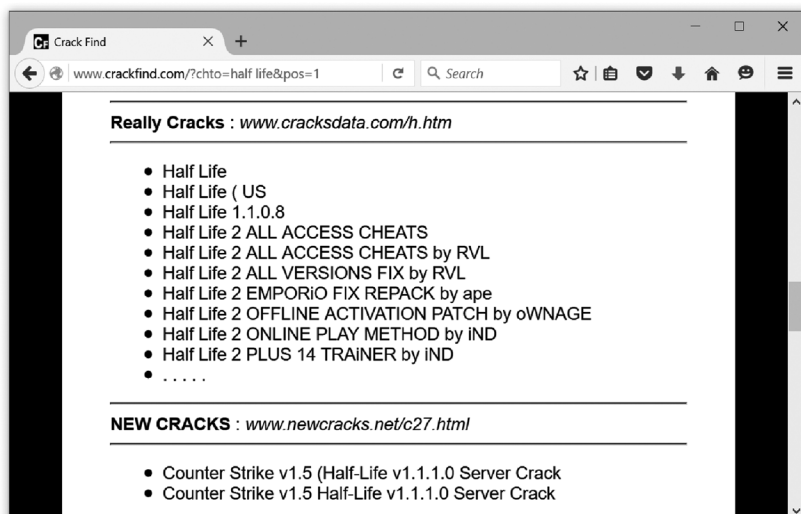 CF Crack Find
www.crackfind.com/?chto=half life&pos=1
Search
Really Cracks : www.cracksdata.com/h.htm
Half Life
Half Life ( US
Half Life 1.1.0.8
Half Life 2 ALL ACCESS CHEATS
Half Life 2 ALL ACCESS CHEATS by RVL
Half Life 2 ALL VERSIONS FIX by RVL
Half Life 2 EMPORiO FIX REPACK by ape
Half Life 2 OFFLINE ACTIVATION PATCH by oWNAGE
Half Life 2 ONLINE PLAY METHOD by iND
Half Life 2 PLUS 14 TRAiNER by iND
. . . . .
NEW CRACKS : www.newcracks.net/c27.html
Counter Strike v1.5 (Half-Life v1.1.1.0 Server Crack
Counter Strike v1.5 Half-Life v1.1.1.0 Server Crack